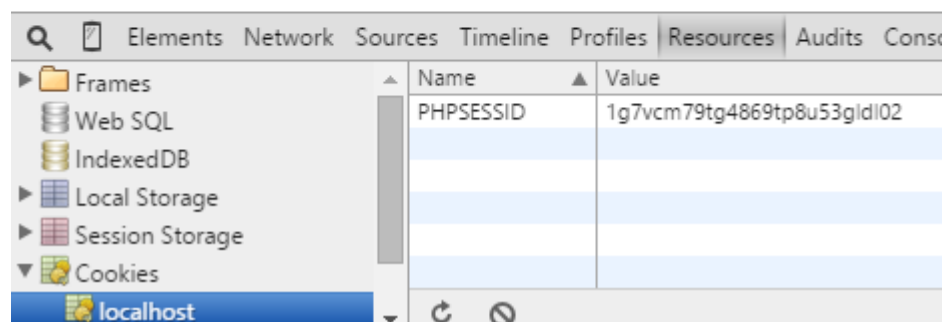 Elements Network Sources Timeline Profiles Resources Audits Conso
Frames
Web SQL
IndexedDB
Local Storage
Session Storage
Cookies
localhost
Name Value
PHPSESSID 1g7vcm79tg4869tp8u53gldl02